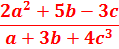 2a² + 5b − 3c
a + 3b + 4c³